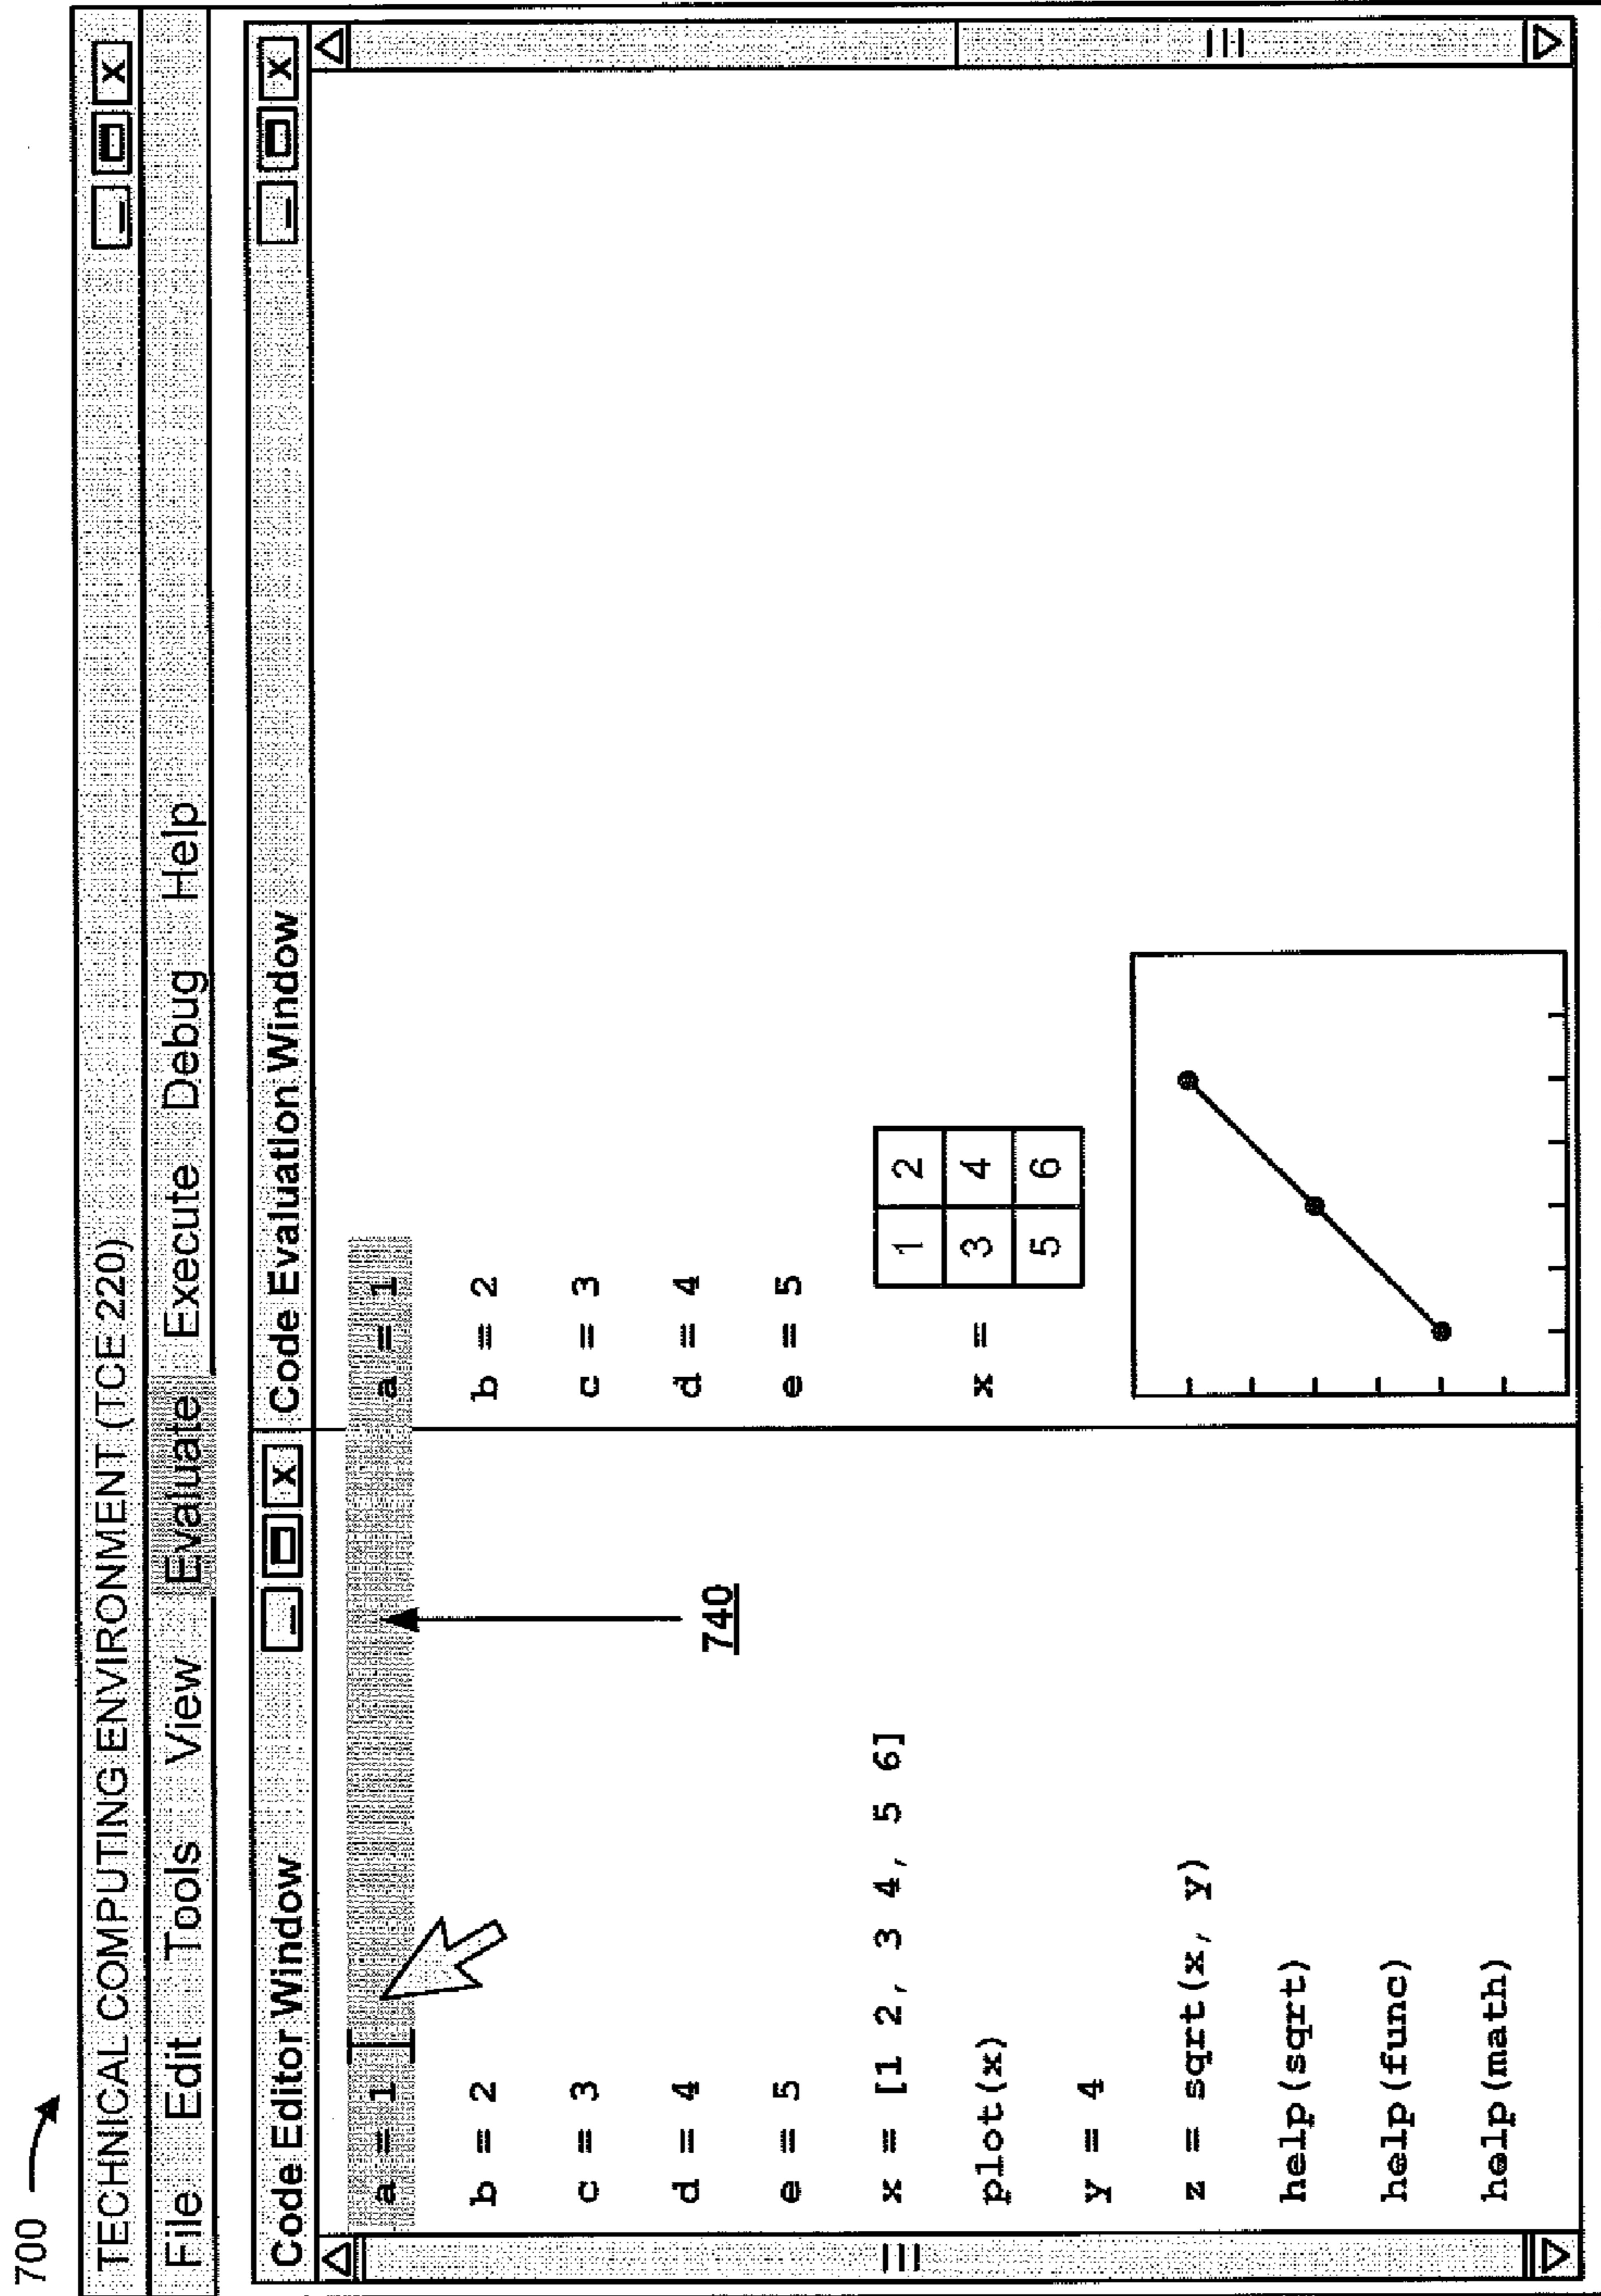 700
TECHNICAL COMPUTING ENVIRONMENT (TCE 220)
File Edit Tools View Evaluate Execute Debug Help
Code Editor Window
a = 1
b = 2
c = 3
d = 4
e = 5
x = [1 2, 3 4, 5 6]
plot(x)
y = 4
z = sqrt(x, y)
help(sqrt)
help(func)
help(math)
740
Code Evaluation Window
a = 1
b = 2
c = 3
d = 4
e = 5
x =
1 2
3 4
5 6